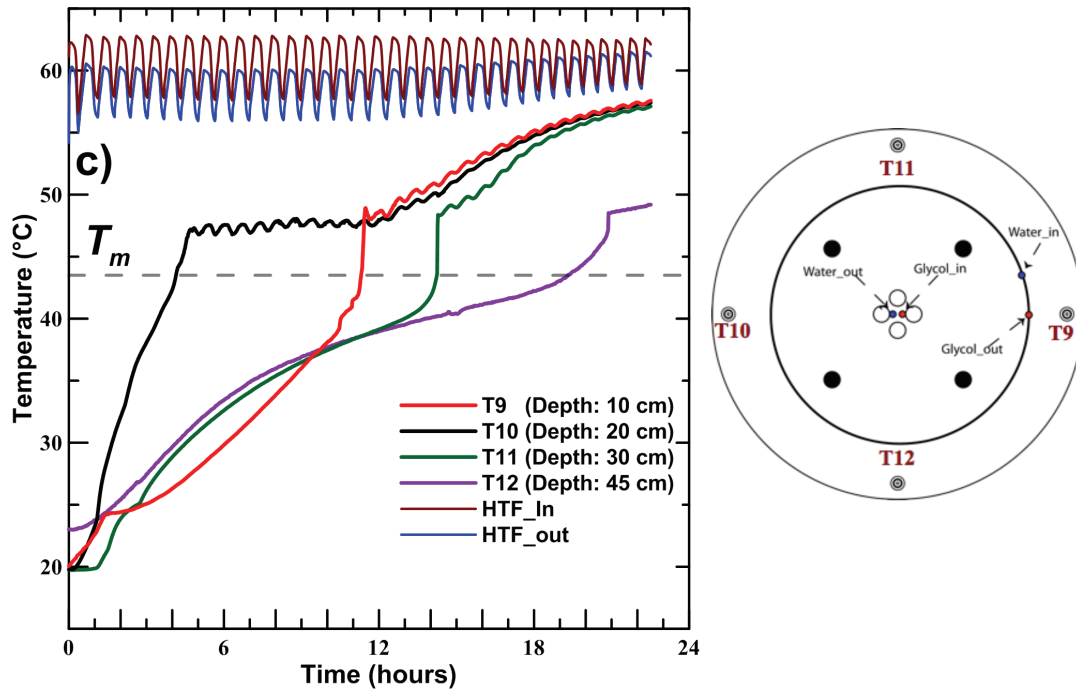 c)
T_m
Temperature (°C)
60
50
40
30
20
0
6
12
18
24
Time (hours)
T9 (Depth: 10 cm)
T10 (Depth: 20 cm)
T11 (Depth: 30 cm)
T12 (Depth: 45 cm)
HTF_In
HTF_out
T11
Water_in
Water_out
Glycol_in
T10
T9
Glycol_out
T12